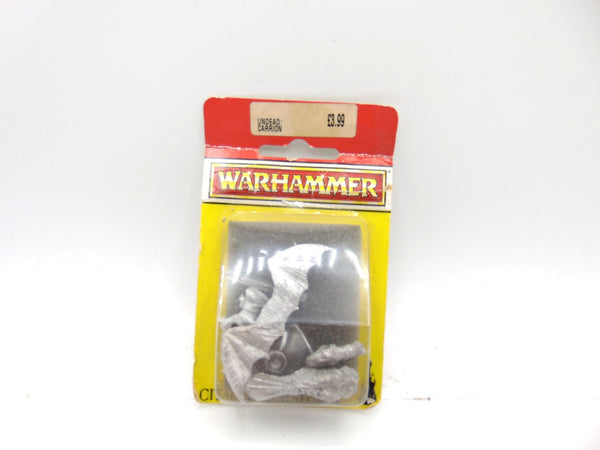 UNDEAD:
CARRION
£3.99
WARHAMMER